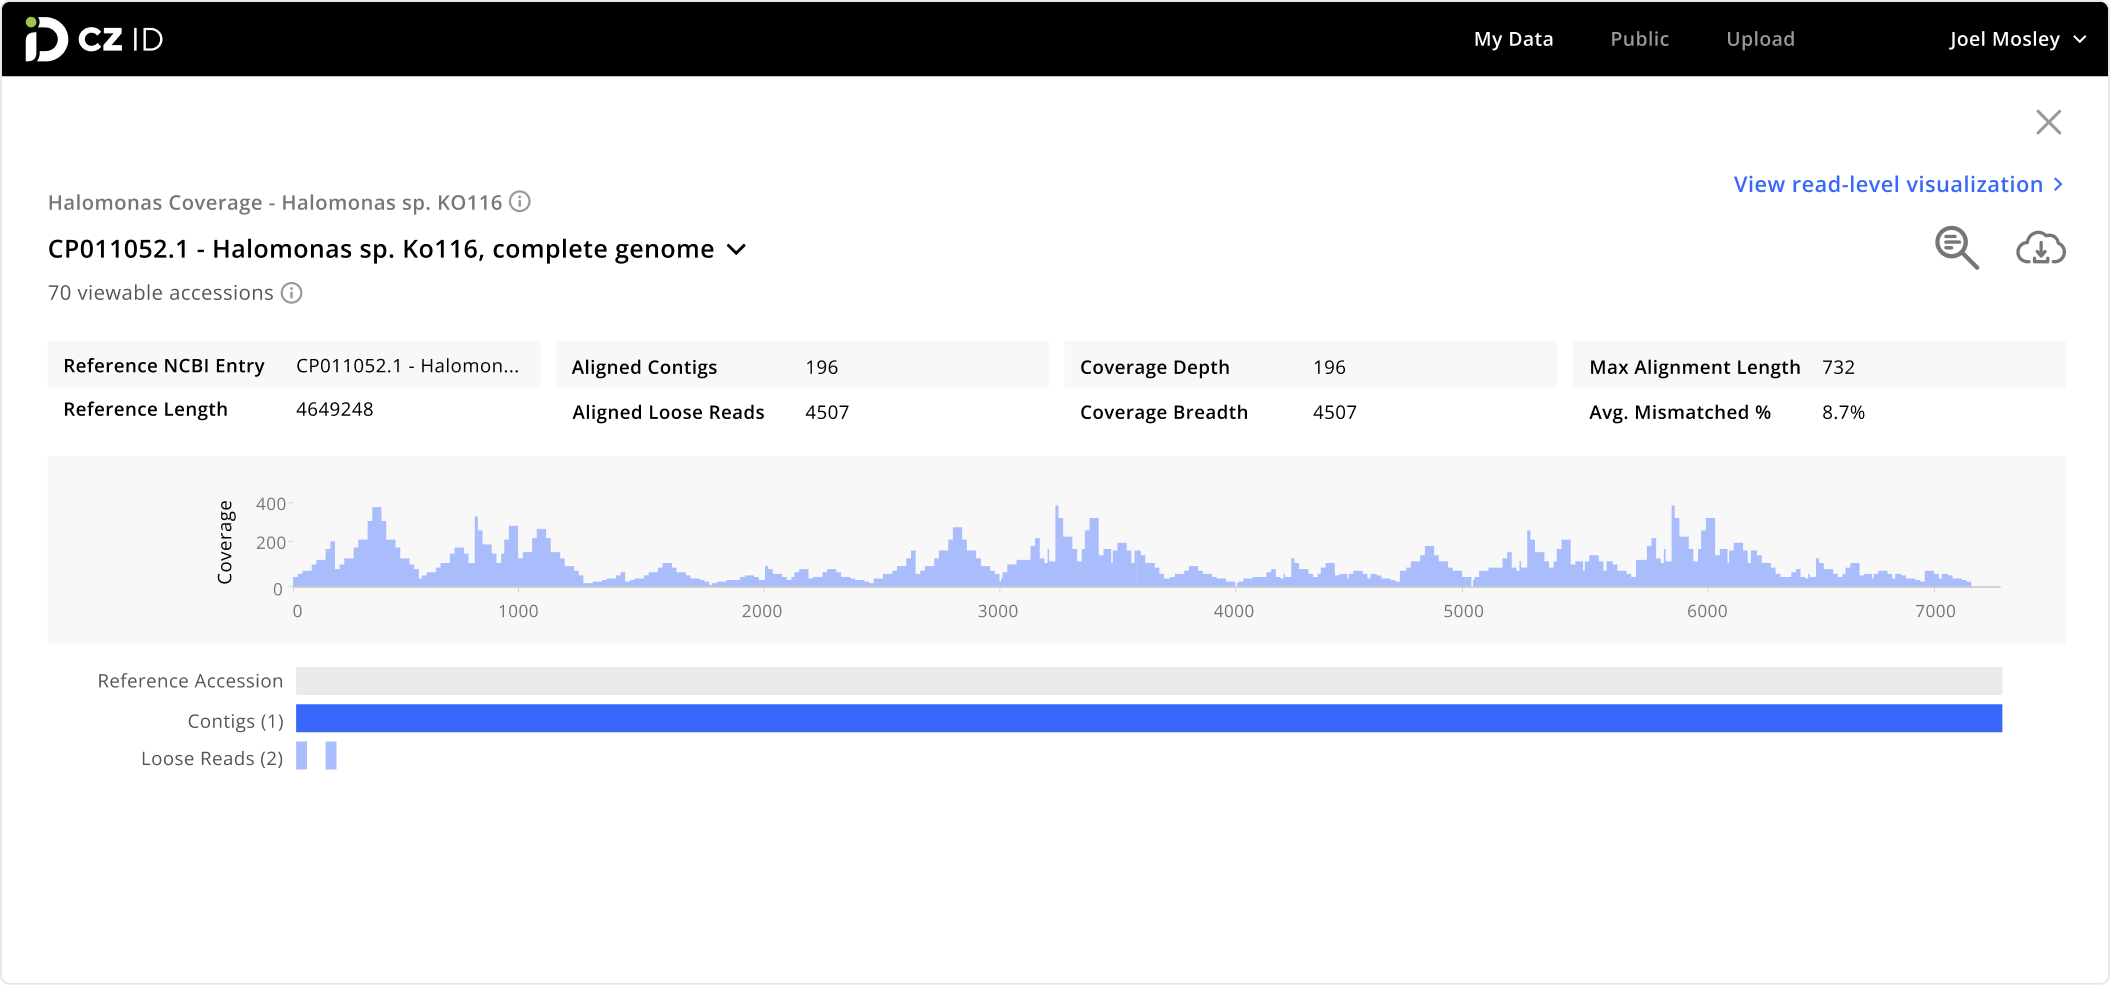 CZ ID My Data Public Upload Joel Mosley
View read-level visualization
Halomonas Coverage - Halomonas sp. KO116
CP011052.1 - Halomonas sp. Ko116, complete genome
70 viewable accessions
Reference NCBI Entry CP011052.1 - Halomon... Aligned Contigs 196 Coverage Depth 196 Max Alignment Length 732
Reference Length 4649248 Aligned Loose Reads 4507 Coverage Breadth 4507 Avg. Mismatched % 8.7%
Coverage
400
200
0
0 1000 2000 3000 4000 5000 6000 7000
Reference Accession
Contigs (1)
Loose Reads (2)